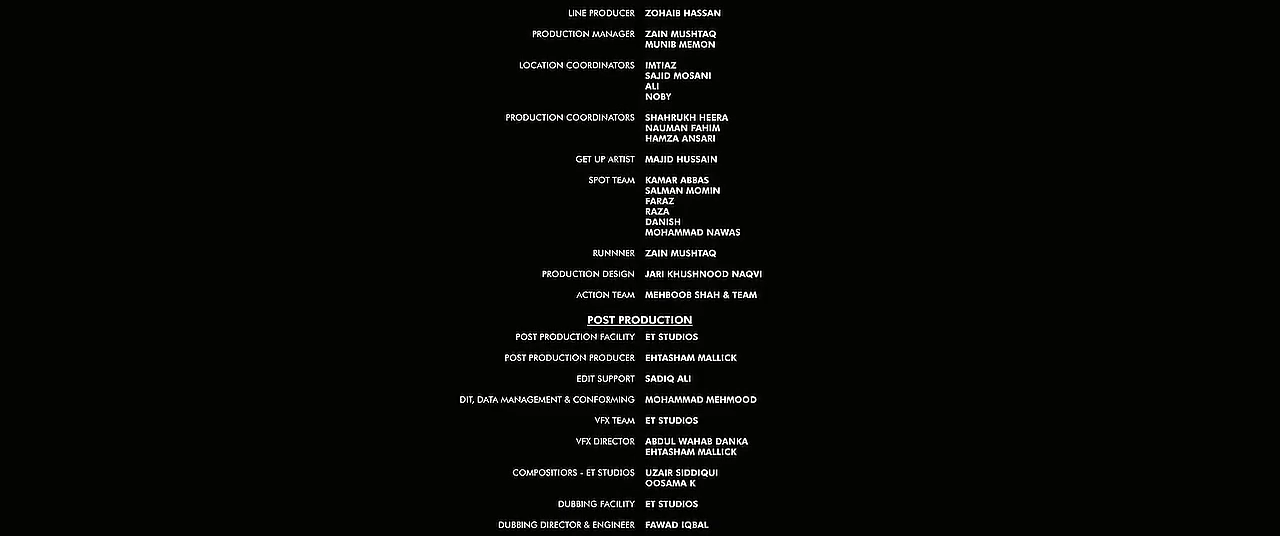 LINE PRODUCER ZOHAIB HASSAN
PRODUCTION MANAGER ZAIN MUSHTAQ
MUNIB MEMON
LOCATION COORDINATORS IMTIAZ
SAJID MOSANI
ALI
NOBY
PRODUCTION COORDINATORS SHAHRUKH HEERA
NAUMAN FAHIM
HAMZA ANSARI
GET UP ARTIST MAJID HUSSAIN
SPOT TEAM KAMAR ABBAS
SALMAN MOMIN
FARAZ
RAZA
DANISH
MOHAMMAD NAWAS
RUNNNER ZAIN MUSHTAQ
PRODUCTION DESIGN JARI KHUSHNOOD NAQVI
ACTION TEAM MEHBOOB SHAH & TEAM
POST PRODUCTION
POST PRODUCTION FACILITY ET STUDIOS
POST PRODUCTION PRODUCER EHTASHAM MALLICK
EDIT SUPPORT SADIQ ALI
DIT, DATA MANAGEMENT & CONFORMING MOHAMMAD MEHMOOD
VFX TEAM ET STUDIOS
VFX DIRECTOR ABDUL WAHAB DANKA
EHTASHAM MALLICK
COMPOSITIORS - ET STUDIOS UZAIR SIDDIQUI
OOSAMA K
DUBBING FACILITY ET STUDIOS
DUBBING DIRECTOR & ENGINEER FAWAD IQBAL